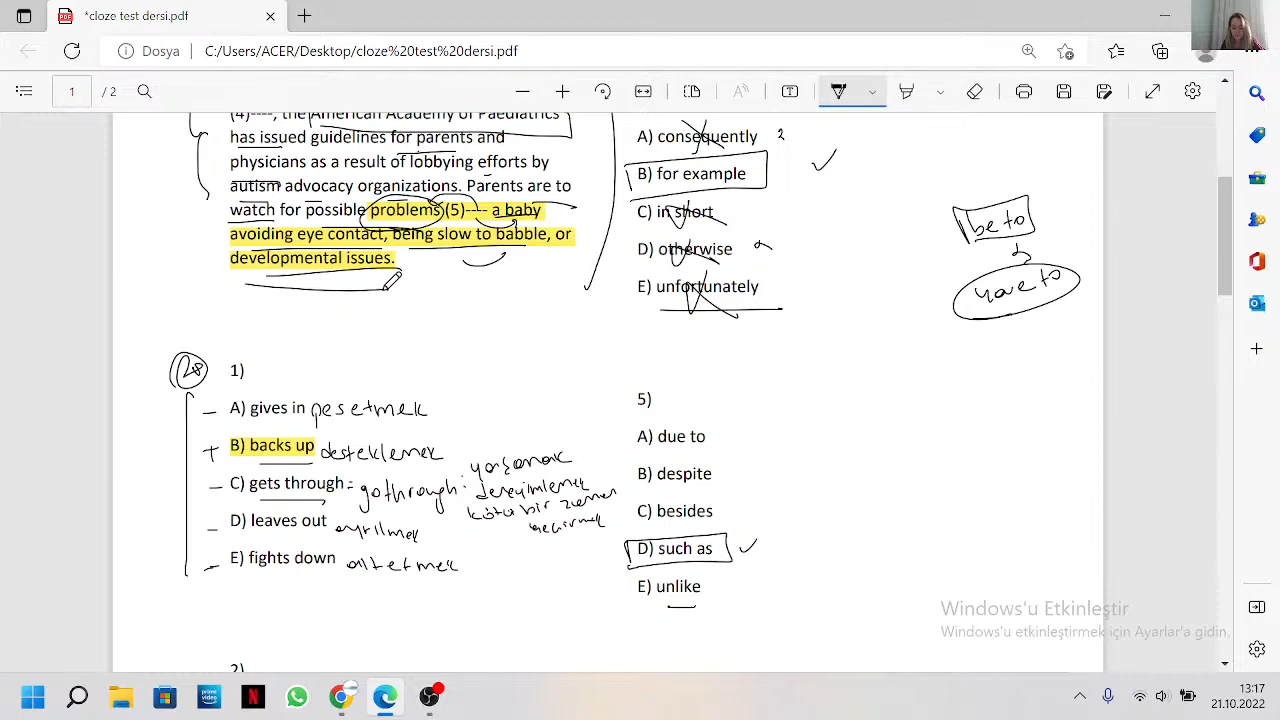 *cloze test dersi.pdf
Dosya
C:/Users/ACER/Desktop/cloze%20test%20dersi.pdf
1
/ 2
(4)----, the American Academy of Paediatrics
has issued guidelines for parents and
physicians as a result of lobbying efforts by
autism advocacy organizations. Parents are to
watch for possible problems (5)---- a baby
avoiding eye contact, being slow to babble, or
developmental issues.
A) consequently
B) for example
C) in short
D) otherwise
E) unfortunately
be to
have to
28
1)
A) gives in pes etmek
B) backs up desteklemek
C) gets through = go through : yaşamak
deneyimlemek
kötü bir zaman
geçirmek
D) leaves out ayrılmak
E) fights down alt etmek
5)
A) due to
B) despite
C) besides
D) such as
E) unlike
2)
Windows'u Etkinleştir
Windows'u etkinleştirmek için Ayarlar'a gidin.
prime video
N
13:17
21.10.2022